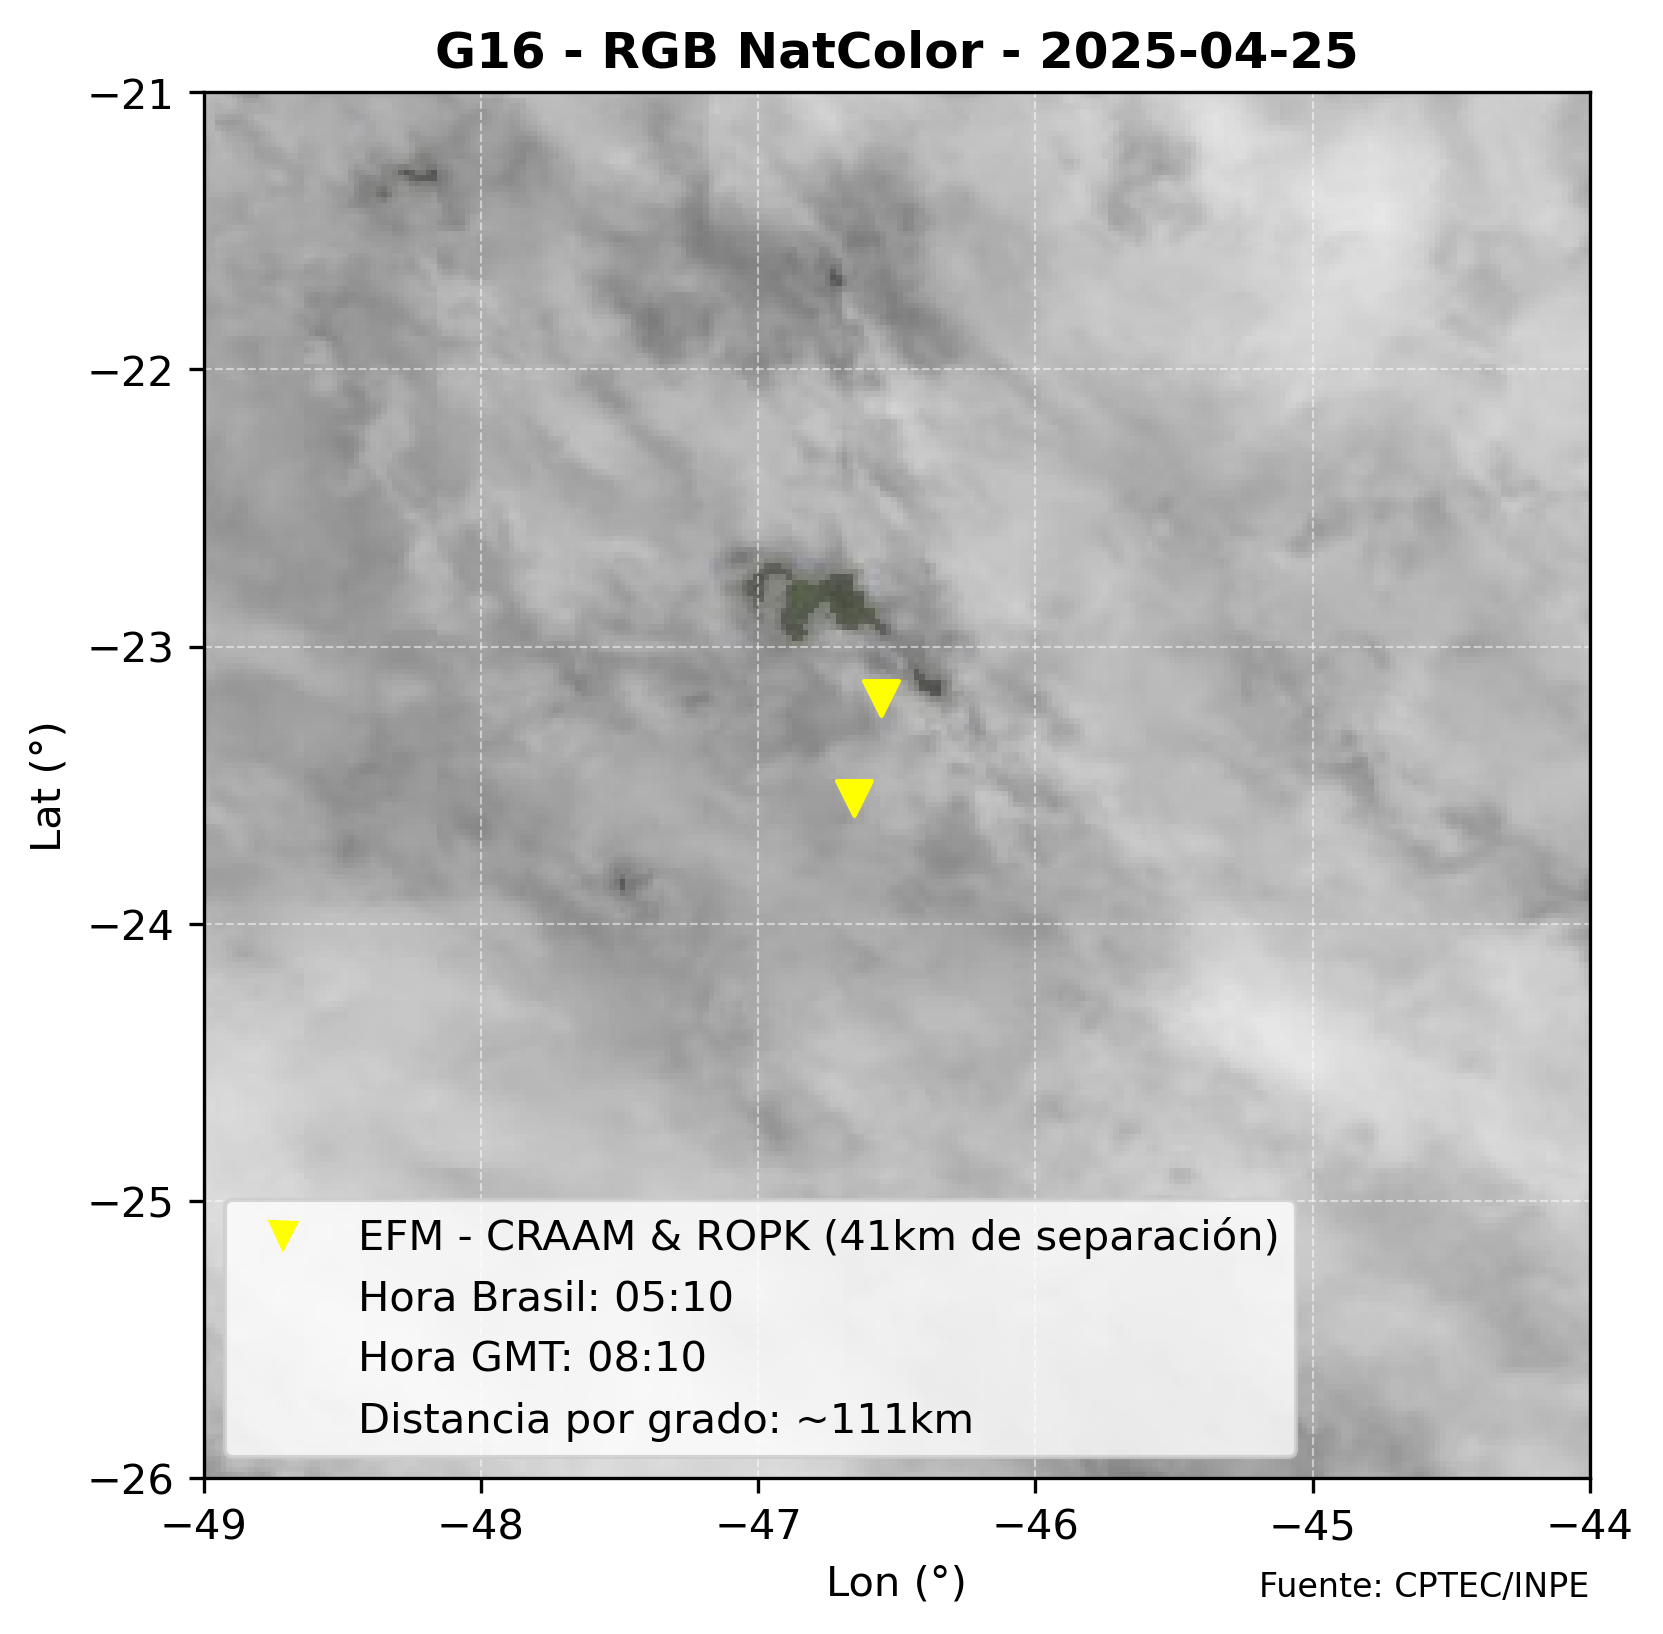 G16 - RGB NatColor - 2025-04-25
−21
−22
−23
−24
−25
−26
Lat (°)
EFM - CRAAM & ROPK (41km de separación)
Hora Brasil: 05:10
Hora GMT: 08:10
Distancia por grado: ~111km
−49
−48
−47
−46
−45
−44
Lon (°)
Fuente: CPTEC/INPE